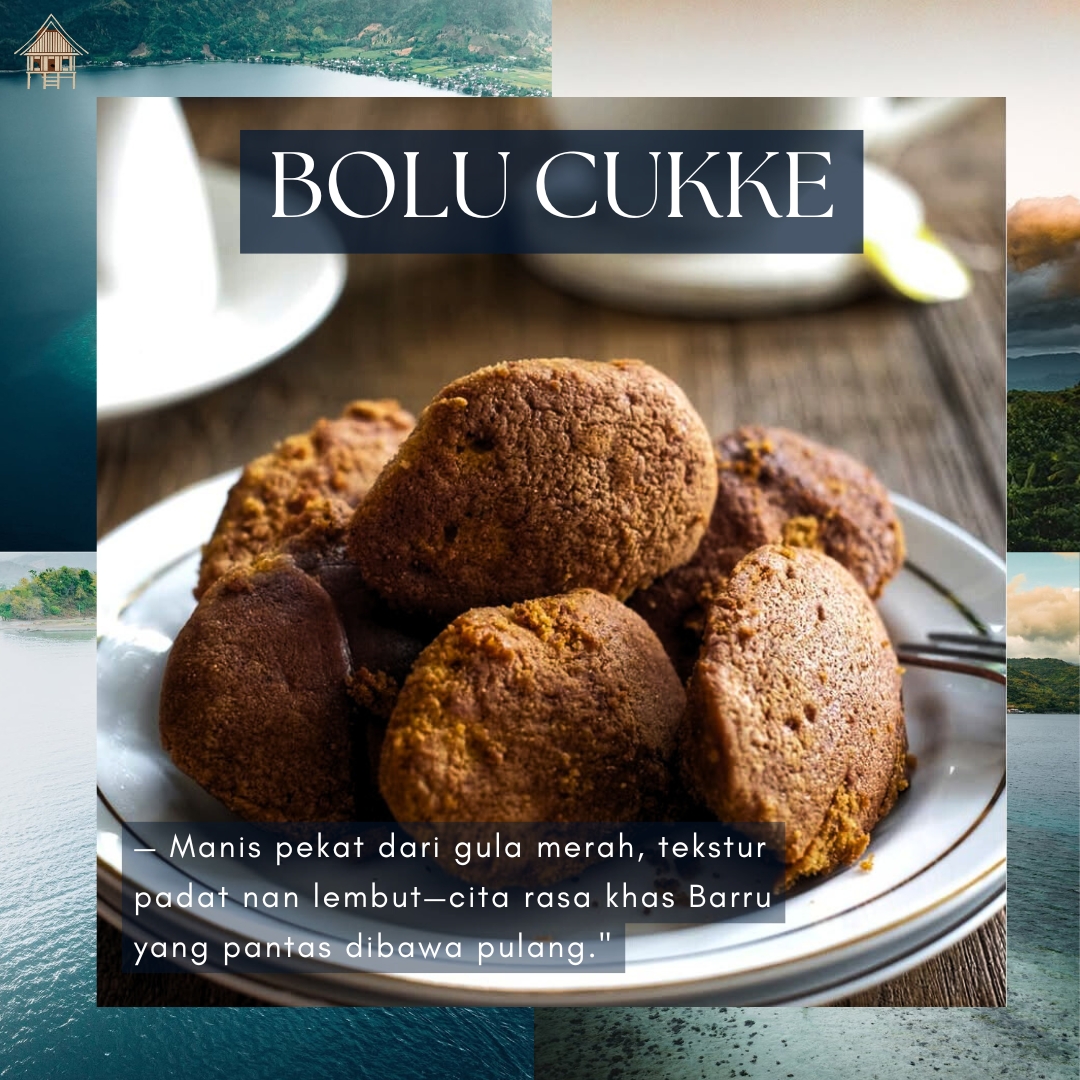 BOLU CUKKE
— Manis pekat dari gula merah, tekstur
padat nan lembut—cita rasa khas Barru
yang pantas dibawa pulang."